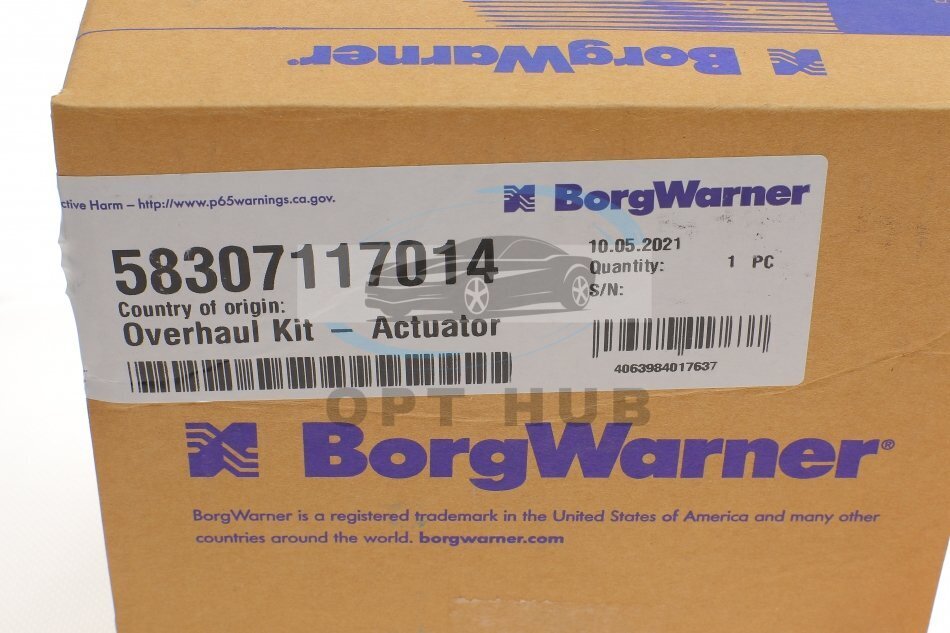 BorgWarner®
ctive Harm – http://www.p65warnings.ca.gov.
BorgWarner
583071117014
10.05.2021
Quantity: 1 PC
S/N:
Country of origin:
Overhaul Kit – Actuator
4063984017637
OPT HUB
BorgWarner®
BorgWarner is a registered trademark in the United States of America and many other
countries around the world. borgwarner.com